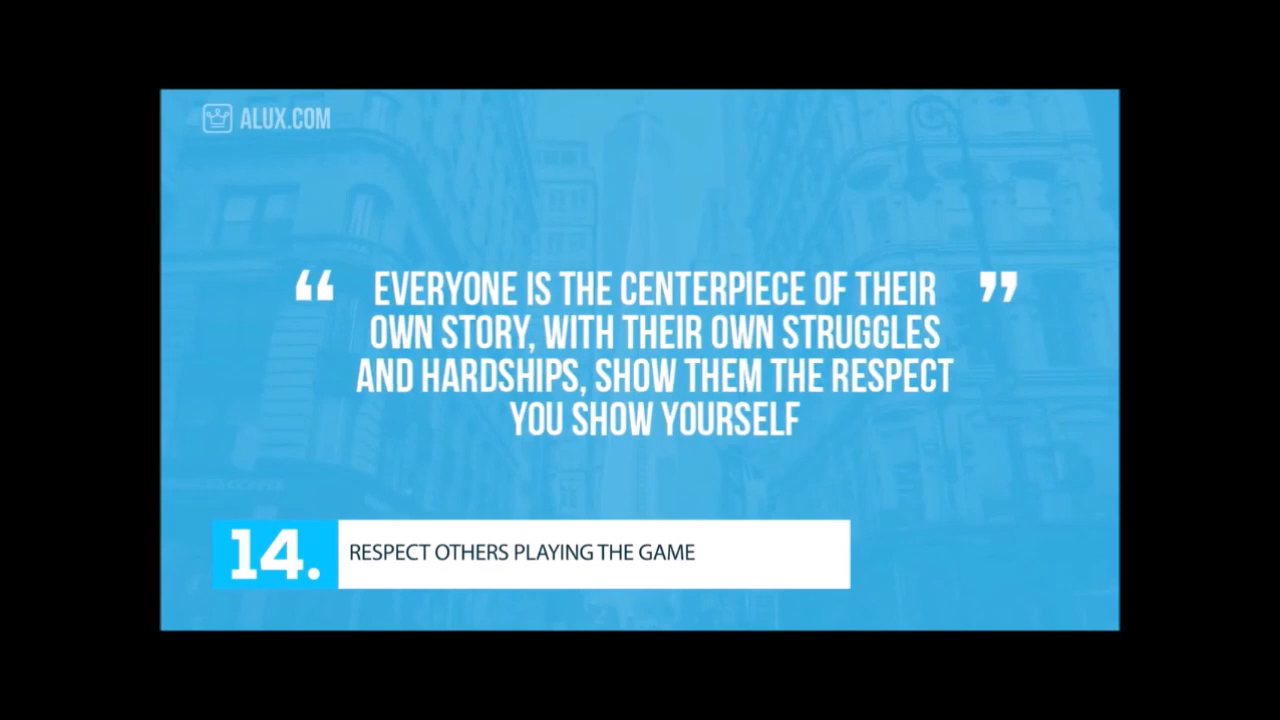 ALUX.COM
“ EVERYONE IS THE CENTERPIECE OF THEIR ”
OWN STORY, WITH THEIR OWN STRUGGLES
AND HARDSHIPS, SHOW THEM THE RESPECT
YOU SHOW YOURSELF
14. RESPECT OTHERS PLAYING THE GAME